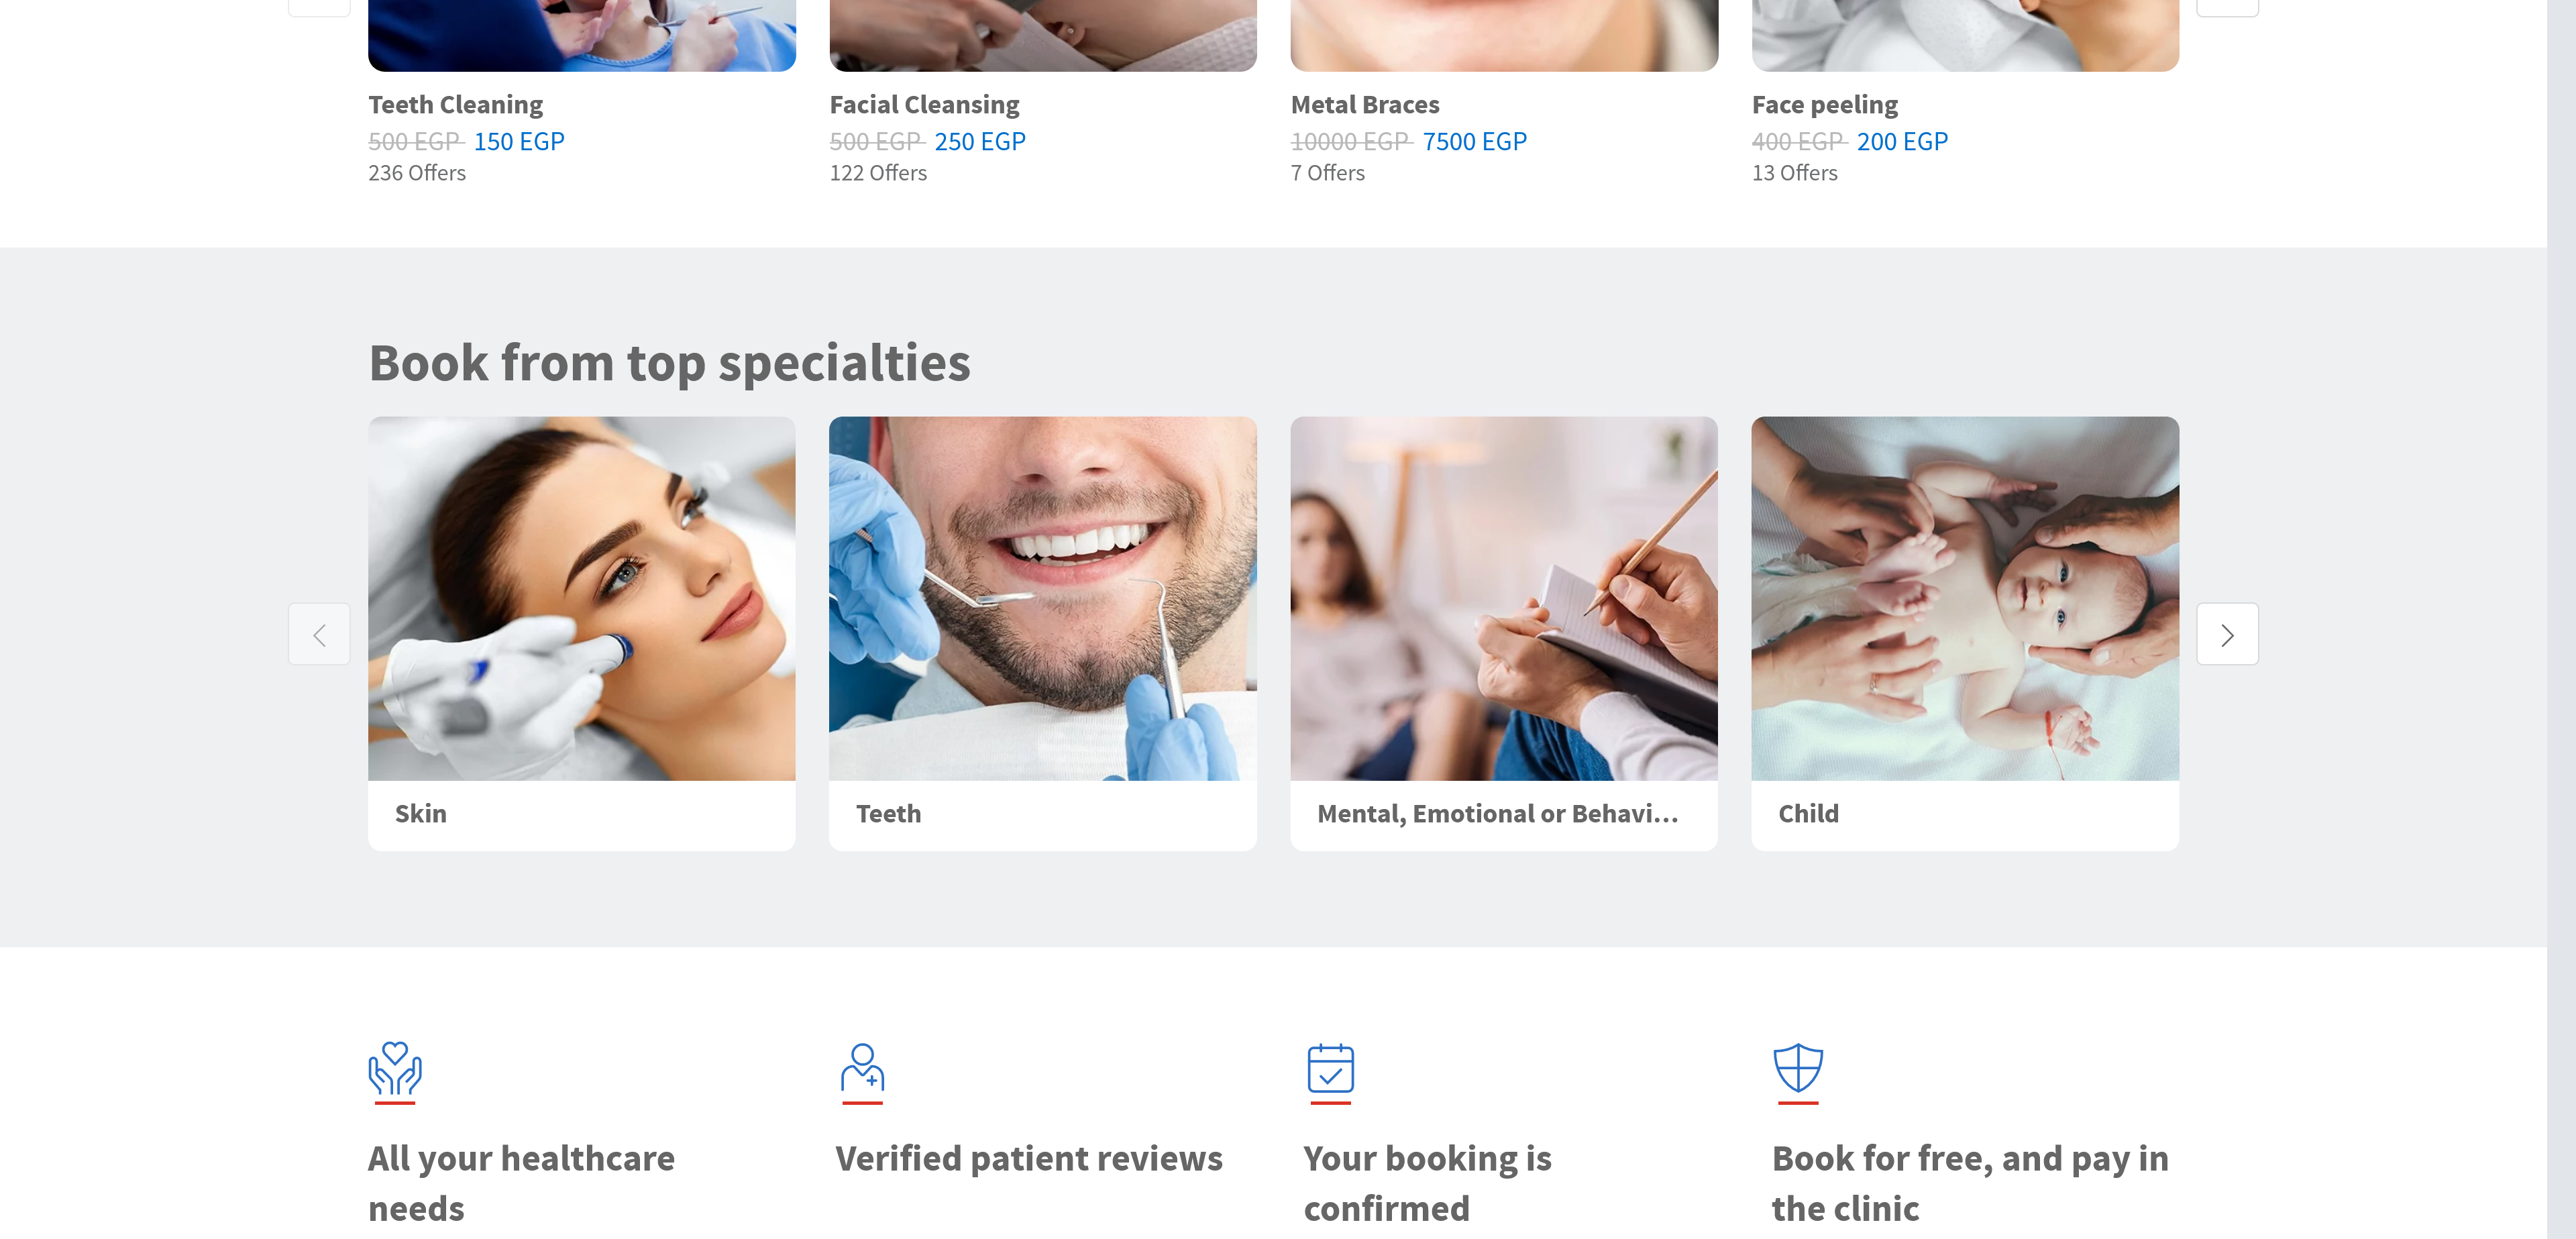 Teeth Cleaning
500 EGP 150 EGP
236 Offers
Facial Cleansing
500 EGP 250 EGP
122 Offers
Metal Braces
10000 EGP 7500 EGP
7 Offers
Face peeling
400 EGP 200 EGP
13 Offers
Book from top specialties
Skin
Teeth
Mental, Emotional or Behavi...
Child
All your healthcare
needs
Verified patient reviews
Your booking is
confirmed
Book for free, and pay in
the clinic